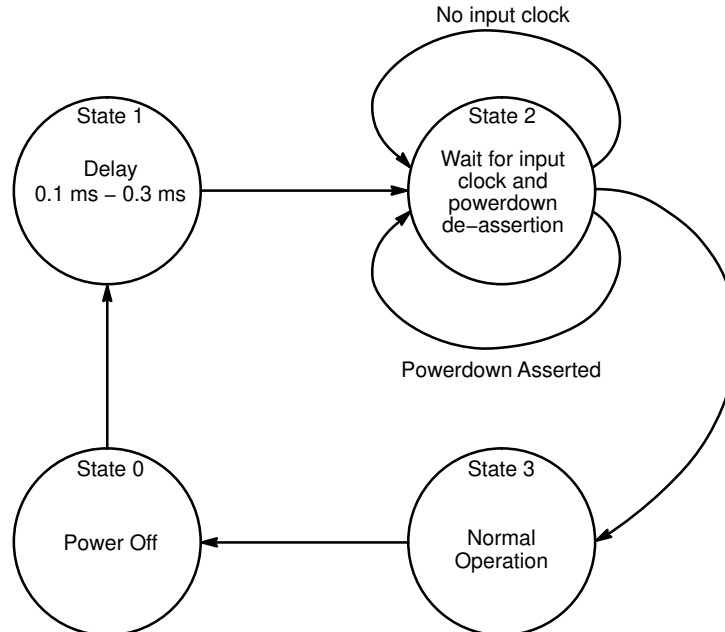 No input clock
State 1
Delay
0.1 ms − 0.3 ms
State 2
Wait for input
clock and
powerdown
de−assertion
Powerdown Asserted
State 0
Power Off
State 3
Normal
Operation